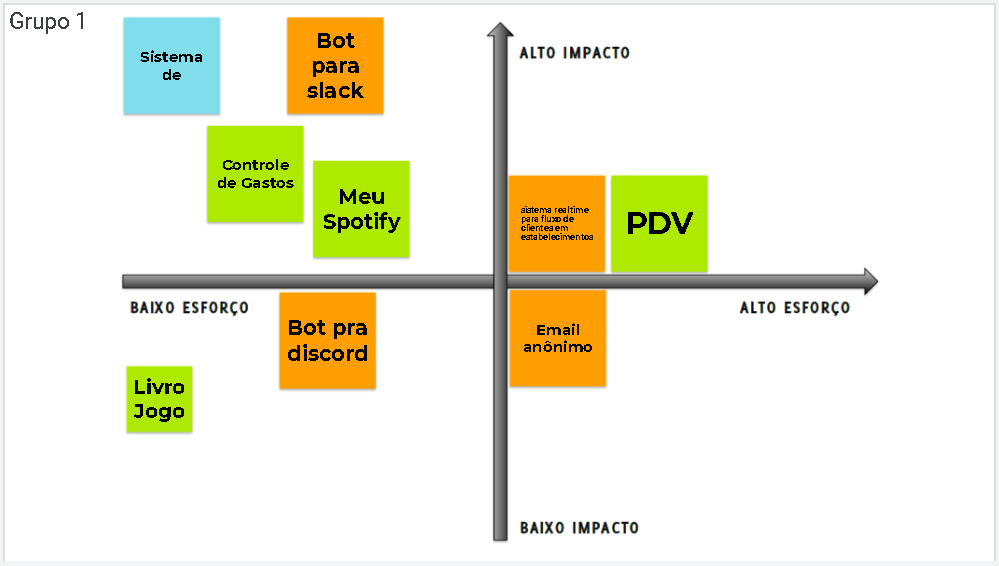 Grupo 1
Sistema
de
Bot
para
slack
ALTO IMPACTO
Controle
de Gastos
Meu
Spotify
sistema realtime
para fluxo de
clientes em
estabelecimentos
PDV
BAIXO ESFORÇO
ALTO ESFORÇO
Bot pra
discord
Email
anônimo
Livro
Jogo
BAIXO IMPACTO